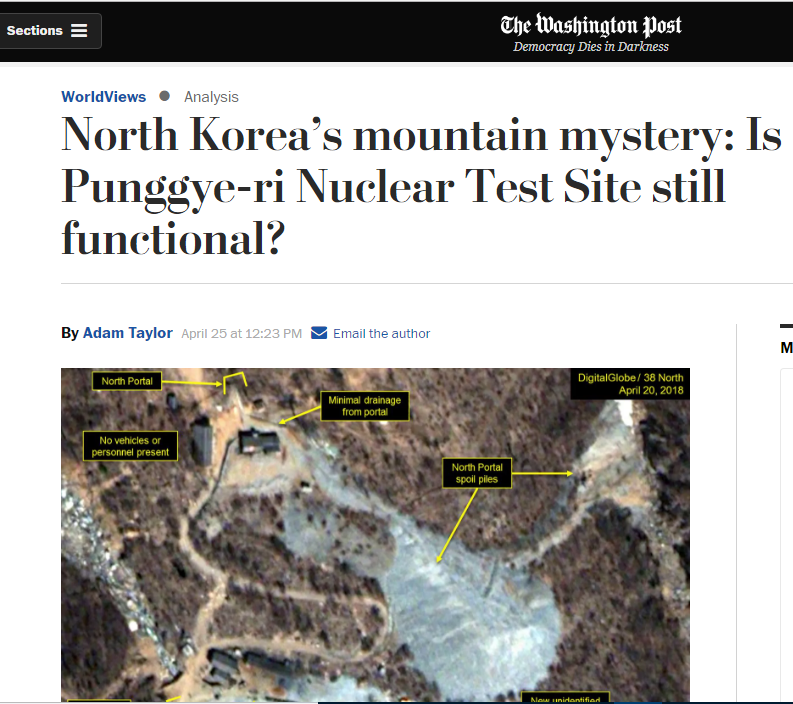 Sections
The Washington Post
Democracy Dies in Darkness
WorldViews ● Analysis
North Korea’s mountain mystery: Is
Punggye-ri Nuclear Test Site still
functional?
By Adam Taylor April 25 at 12:23 PM Email the author
M
North Portal
DigitalGlobe / 38 North
April 20, 2018
Minimal drainage
from portal
No vehicles or
personnel present
North Portal
spoil piles
New unidentified